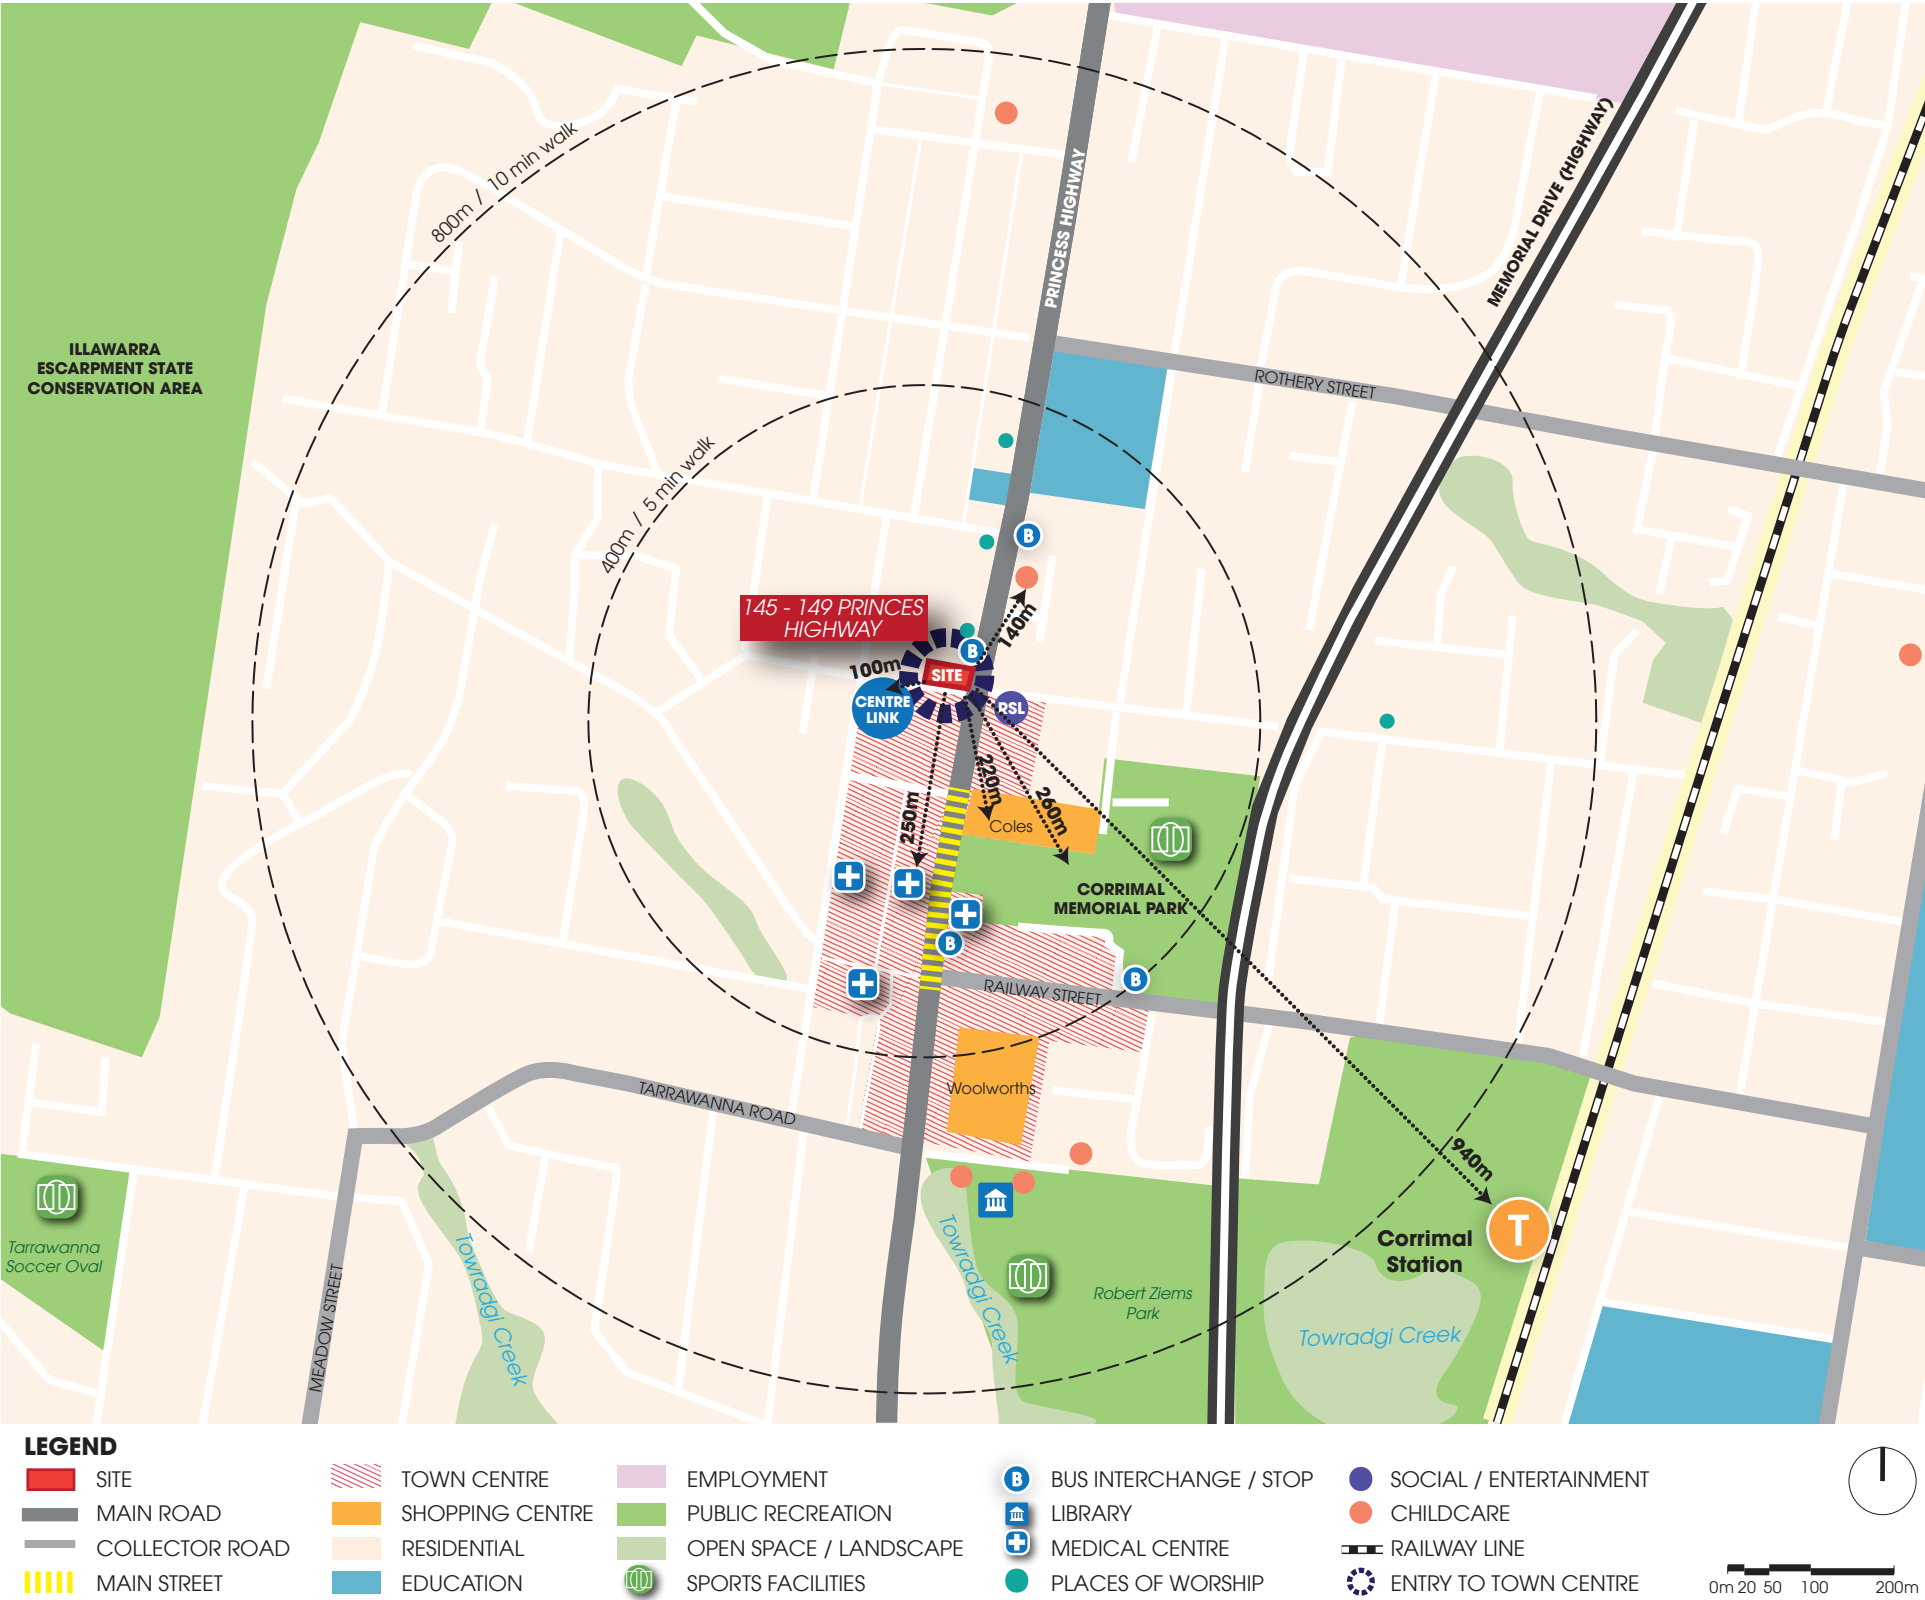 800m / 10 min walk
PRINCESS HIGHWAY
MEMORIAL DRIVE (HIGHWAY)
ILLAWARRA
ESCARPMENT STATE
CONSERVATION AREA
ROTHERY STREET
400m / 5 min walk
B
145 - 149 PRINCES
HIGHWAY
140m
B
100m
SITE
CENTRE
LINK
RSL
220m
260m
250m
Coles
CORRIMAL
MEMORIAL PARK
B
B
RAILWAY STREET
Woolworths
TARRAWANNA ROAD
940m
T
Corrimal
Station
Tarrawanna
Soccer Oval
MEADOW STREET
Towradgi Creek
Towradgi Creek
Robert Ziems
Park
Towradgi Creek
LEGEND
SITE
MAIN ROAD
COLLECTOR ROAD
MAIN STREET
TOWN CENTRE
SHOPPING CENTRE
RESIDENTIAL
EDUCATION
EMPLOYMENT
PUBLIC RECREATION
OPEN SPACE / LANDSCAPE
SPORTS FACILITIES
B BUS INTERCHANGE / STOP
LIBRARY
MEDICAL CENTRE
PLACES OF WORSHIP
SOCIAL / ENTERTAINMENT
CHILDCARE
RAILWAY LINE
ENTRY TO TOWN CENTRE
0m 20 50 100 200m